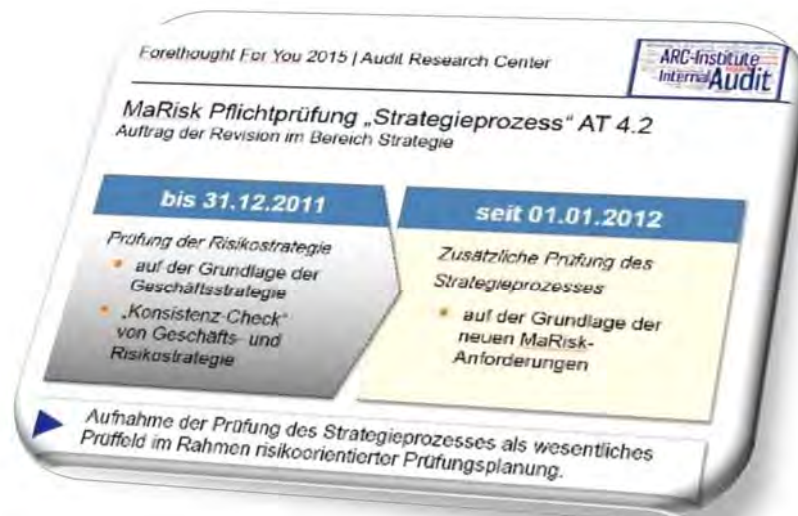 Forethought For You 2015 | Audit Research Center
ARC-Institute
Internal Audit
MaRisk Pflichtprüfung „Strategieprozess“ AT 4.2
Auftrag der Revision im Bereich Strategie
bis 31.12.2011
Prüfung der Risikostrategie
• auf der Grundlage der
Geschäftsstrategie
• „Konsistenz-Check“
von Geschäfts- und
Risikostrategie
seit 01.01.2012
Zusätzliche Prüfung des
Strategieprozesses
• auf der Grundlage der
neuen MaRisk-
Anforderungen
Aufnahme der Prüfung des Strategieprozesses als wesentliches
Prüffeld im Rahmen risikoorientierter Prüfungsplanung.